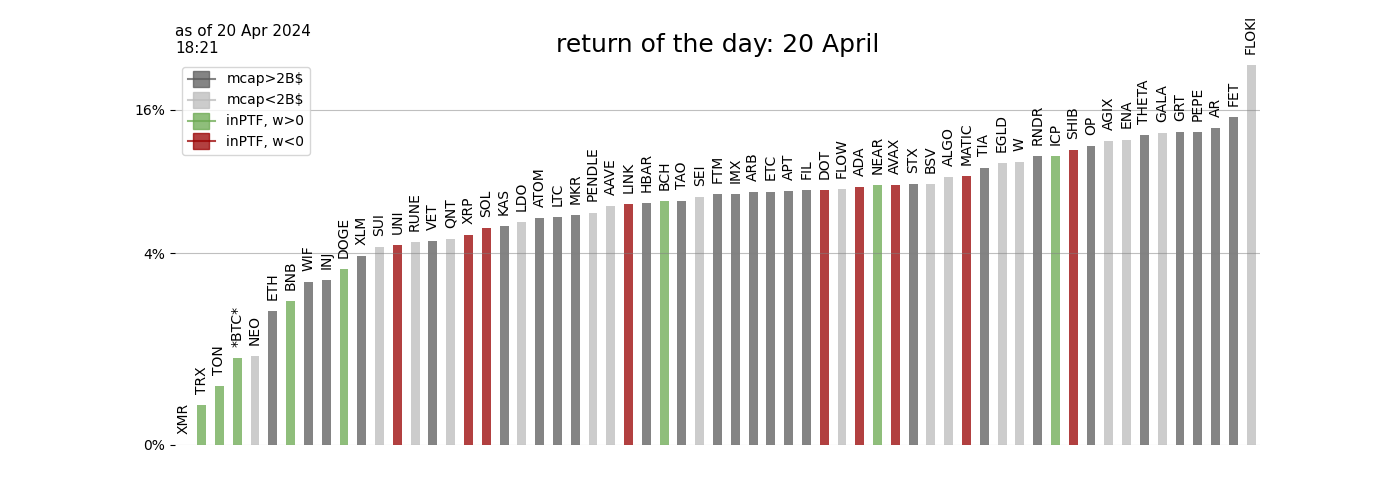 as of 20 Apr 2024
18:21
return of the day: 20 April
mcap>2B$
mcap<2B$
inPTF, w>0
inPTF, w<0
16%
4%
0%
XMR
TRX
TON
*BTC*
NEO
ETH
BNB
WIF
INJ
DOGE
XLM
SUI
UNI
RUNE
VET
QNT
XRP
SOL
KAS
LDO
ATOM
LTC
MKR
PENDLE
AAVE
LINK
HBAR
BCH
TAO
SEI
FTM
IMX
ARB
ETC
APT
FIL
DOT
FLOW
ADA
NEAR
AVAX
STX
BSV
ALGO
MATIC
TIA
EGLD
W
RNDR
ICP
SHIB
OP
AGIX
ENA
THETA
GALA
GRT
PEPE
AR
FET
FLOKI